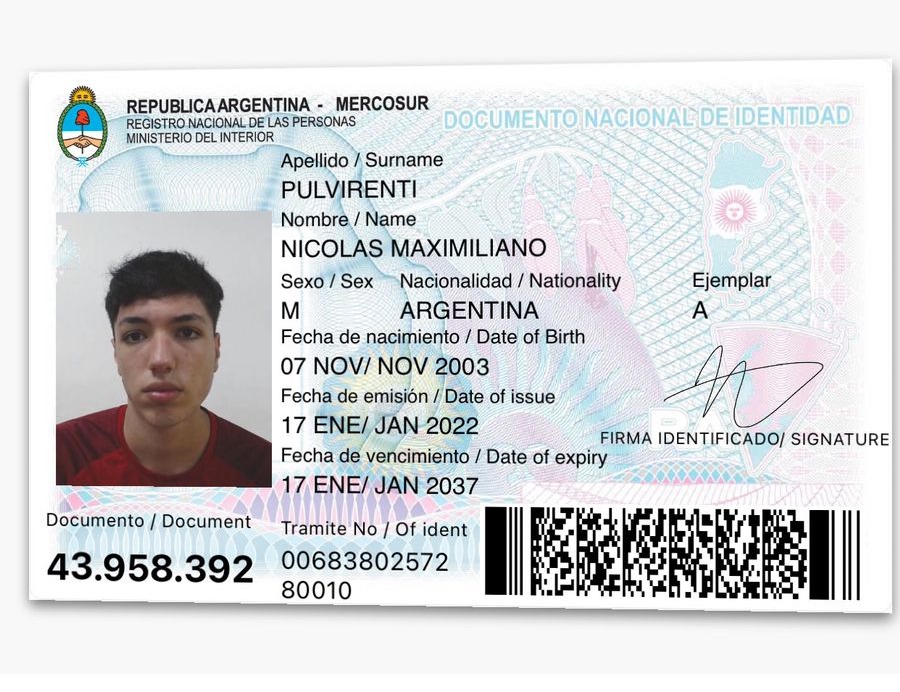 REPUBLICA ARGENTINA - MERCOSUR
REGISTRO NACIONAL DE LAS PERSONAS
MINISTERIO DEL INTERIOR
DOCUMENTO NACIONAL DE IDENTIDAD
Apellido / Surname
PULVIRENTI
Nombre / Name
NICOLAS MAXIMILIANO
Sexo / Sex Nacionalidad / Nationality Ejemplar
M ARGENTINA A
Fecha de nacimiento / Date of Birth
07 NOV/ NOV 2003
Fecha de emisión / Date of issue
17 ENE/ JAN 2022
FIRMA IDENTIFICADO/ SIGNATURE
Fecha de vencimiento / Date of expiry
17 ENE/ JAN 2037
Documento / Document
43.958.392
Tramite No / Of ident
00683802572
80010